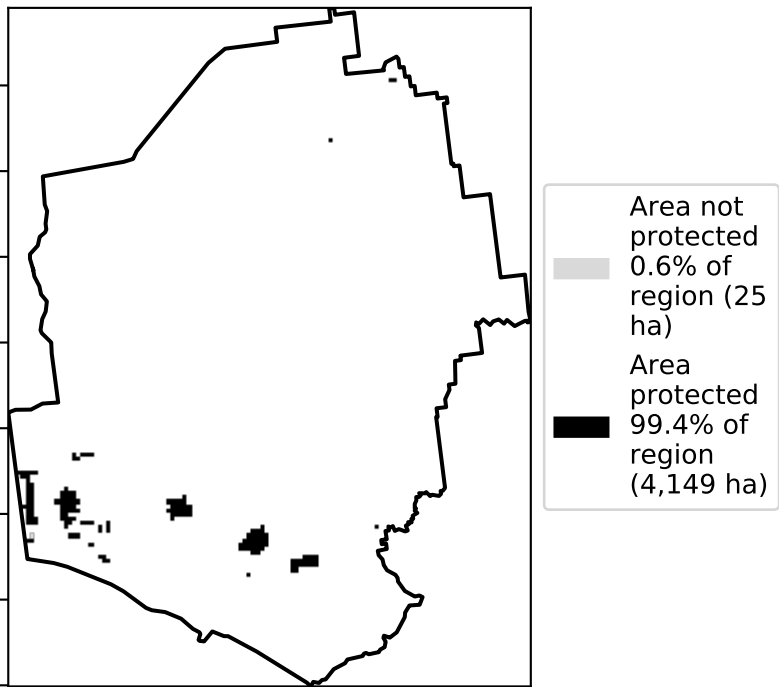 Area not
protected
0.6% of
region (25
ha)
Area
protected
99.4% of
region
(4,149 ha)